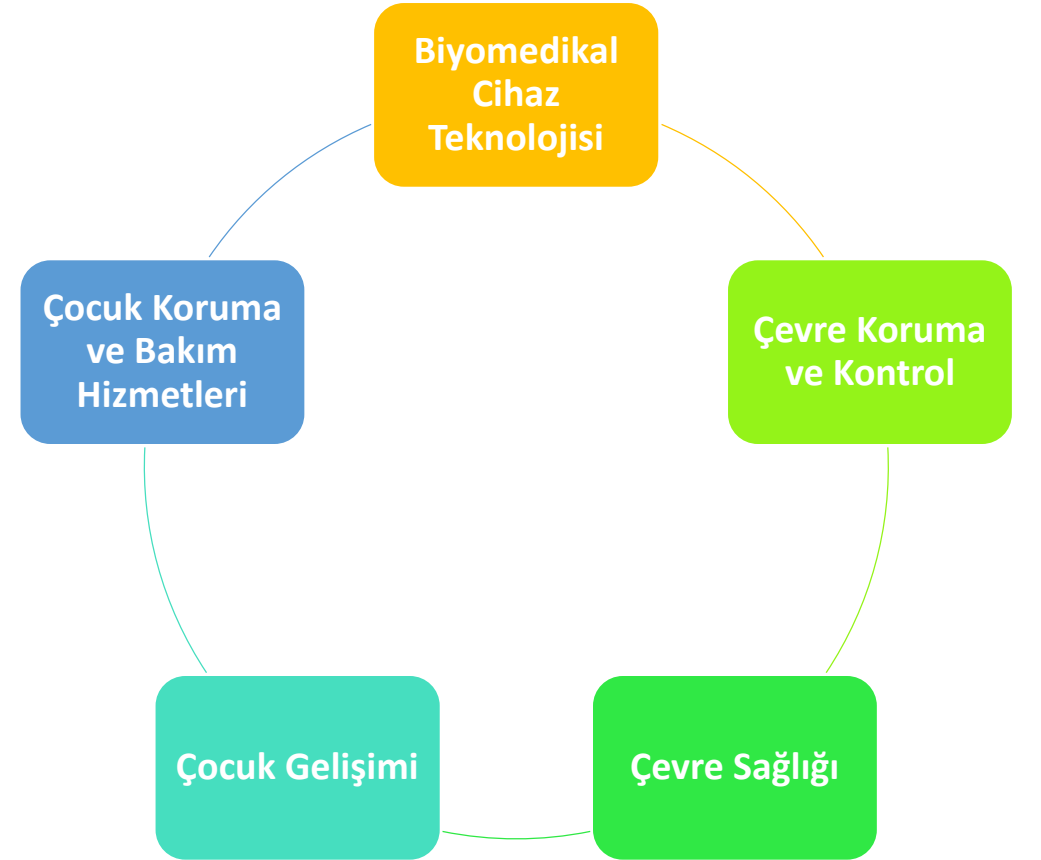 Biyomedikal
Cihaz
Teknolojisi
Çevre Koruma
ve Kontrol
Çevre Sağlığı
Çocuk Gelişimi
Çocuk Koruma
ve Bakım
Hizmetleri